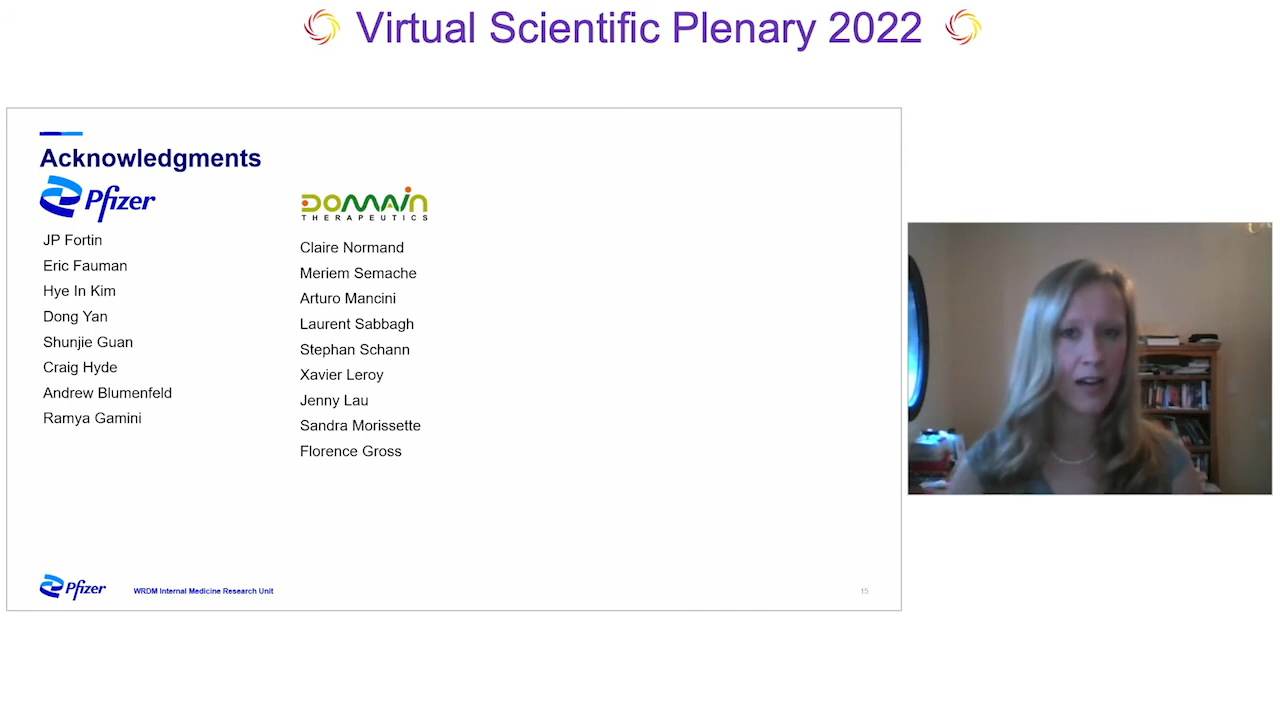 Virtual Scientific Plenary 2022
Acknowledgments
Pfizer
JP Fortin
Eric Fauman
Hye In Kim
Dong Yan
Shunjie Guan
Craig Hyde
Andrew Blumenfeld
Ramya Gamini
DOMAIN
THERAPEUTICS
Claire Normand
Meriem Semache
Arturo Mancini
Laurent Sabbagh
Stephan Schann
Xavier Leroy
Jenny Lau
Sandra Morissette
Florence Gross
Pfizer
WRDM Internal Medicine Research Unit
15